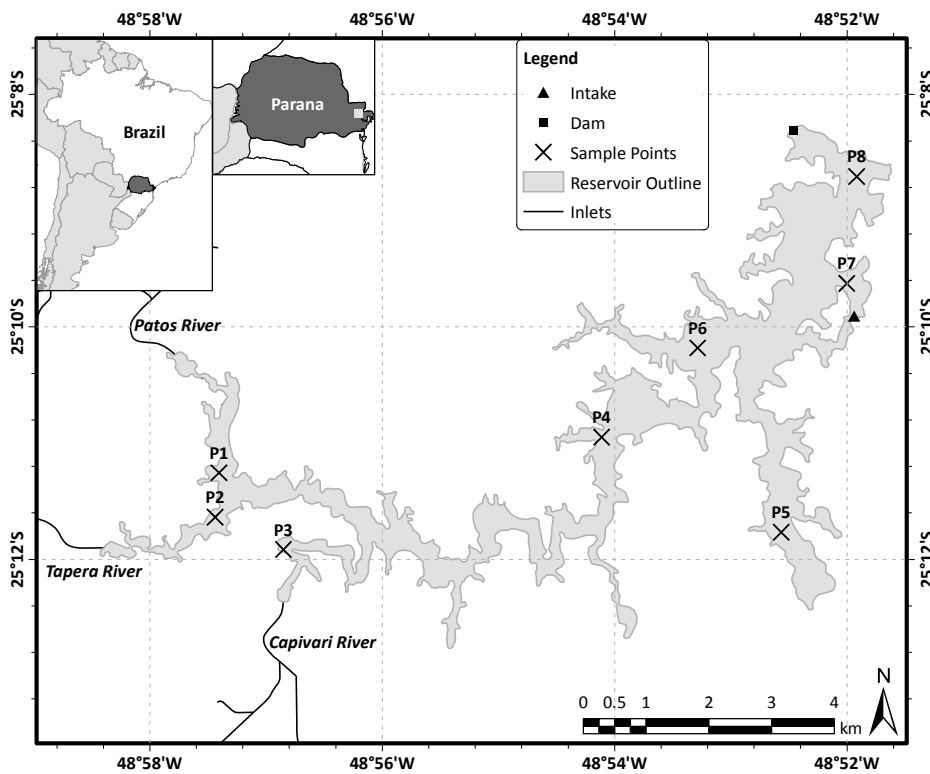 48°58'W 48°56'W 48°54'W 48°52'W
25°8'S 25°8'S
Brazil
Parana
Legend
Intake
Dam
Sample Points
Reservoir Outline
Inlets
P8
P7
25°10'S 25°10'S
Patos River
P6
P4
P1
P2
P3
P5
25°12'S 25°12'S
Tapera River
Capivari River
N
0 0.5 1 2 3 4
km
48°58'W 48°56'W 48°54'W 48°52'W